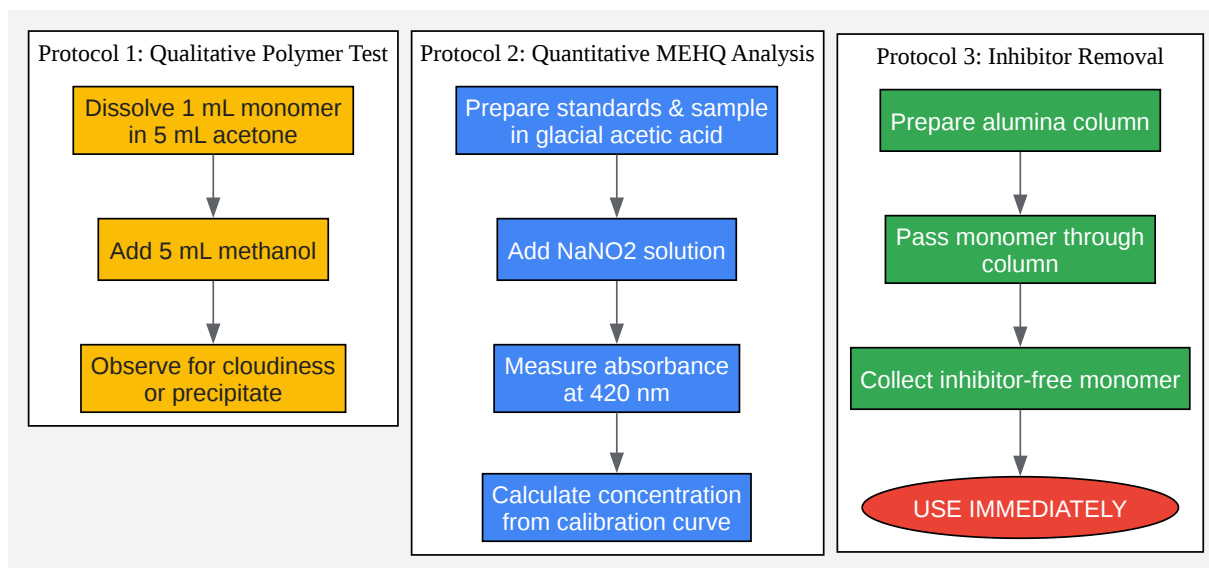 Protocol 1: Qualitative Polymer Test
Dissolve 1 mL monomer
in 5 mL acetone
Add 5 mL methanol
Observe for cloudiness
or precipitate
Protocol 2: Quantitative MEHQ Analysis
Prepare standards & sample
in glacial acetic acid
Add NaNO2 solution
Measure absorbance
at 420 nm
Calculate concentration
from calibration curve
Protocol 3: Inhibitor Removal
Prepare alumina column
Pass monomer through
column
Collect inhibitor-free monomer
USE IMMEDIATELY